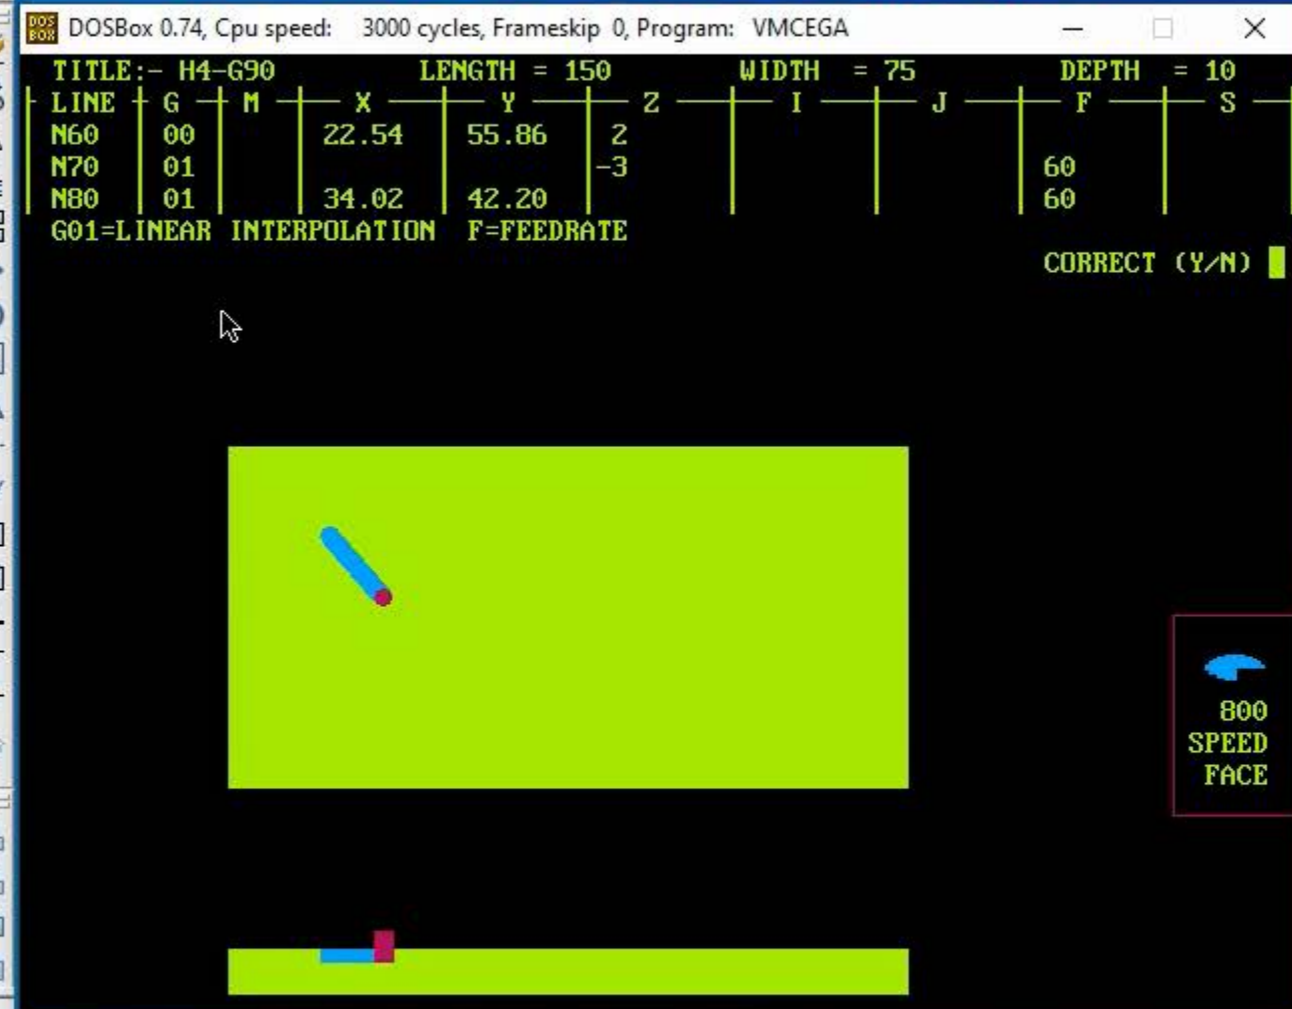 DOS BOX DOSBox 0.74, Cpu speed: 3000 cycles, Frameskip 0, Program: VMCEGA
TITLE:- H4-G90 LENGTH = 150 WIDTH = 75 DEPTH = 10
LINE G M X Y Z I J F S
N60 00 22.54 55.86 2
N70 01 -3 60
N80 01 34.02 42.20 60
G01=LINEAR INTERPOLATION F=FEEDRATE
CORRECT (Y/N)
800
SPEED
FACE